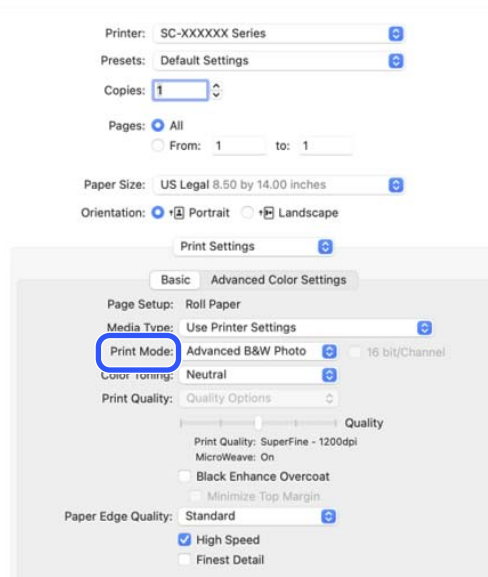 Printer: SC-XXXXXX Series
Presets: Default Settings
Copies: 1
Pages: All
From: 1 to: 1
Paper Size: US Legal 8.50 by 14.00 inches
Orientation: Portrait Landscape
Print Settings
Basic Advanced Color Settings
Page Setup: Roll Paper
Media Type: Use Printer Settings
Print Mode: Advanced B&W Photo 16 bit/Channel
Color Toning: Neutral
Print Quality: Quality Options
Quality
Print Quality: SuperFine - 1200dpi
MicroWeave: On
Black Enhance Overcoat
Minimize Top Margin
Paper Edge Quality: Standard
High Speed
Finest Detail